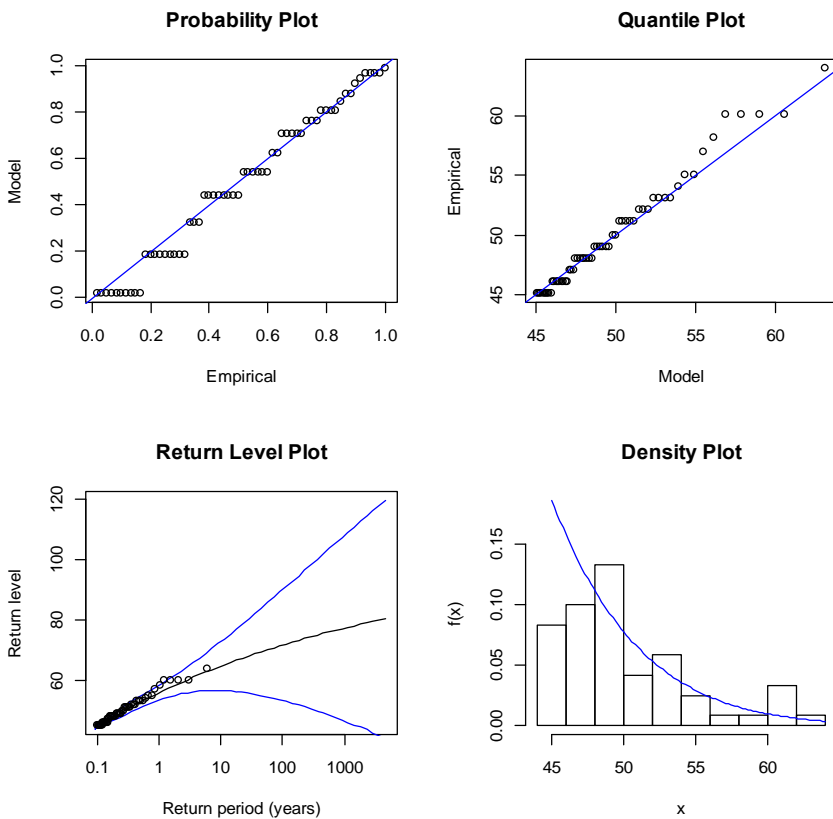 Probability Plot
Model
1.0
0.8
0.6
0.4
0.2
0.0
0.0 0.2 0.4 0.6 0.8 1.0
Empirical
Quantile Plot
Empirical
60
55
50
45
45 50 55 60
Model
Return Level Plot
Return level
120
100
80
60
0.1 1 10 100 1000
Return period (years)
Density Plot
f(x)
0.15
0.10
0.05
0.00
45 50 55 60
x